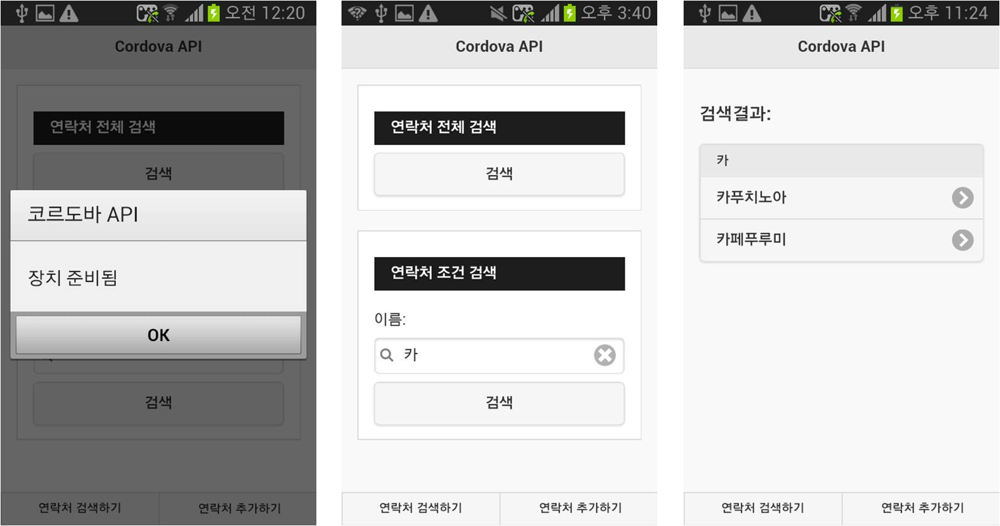 오전 12:20
Cordova API
연락처 전체 검색
검색
코르도바 API
장치 준비됨
OK
검색
연락처 검색하기
연락처 추가하기
오후 3:40
Cordova API
연락처 전체 검색
검색
연락처 조건 검색
이름:
카
검색
연락처 검색하기
연락처 추가하기
오후 11:24
Cordova API
검색결과:
카
카푸치노아
카페푸루미
연락처 검색하기
연락처 추가하기